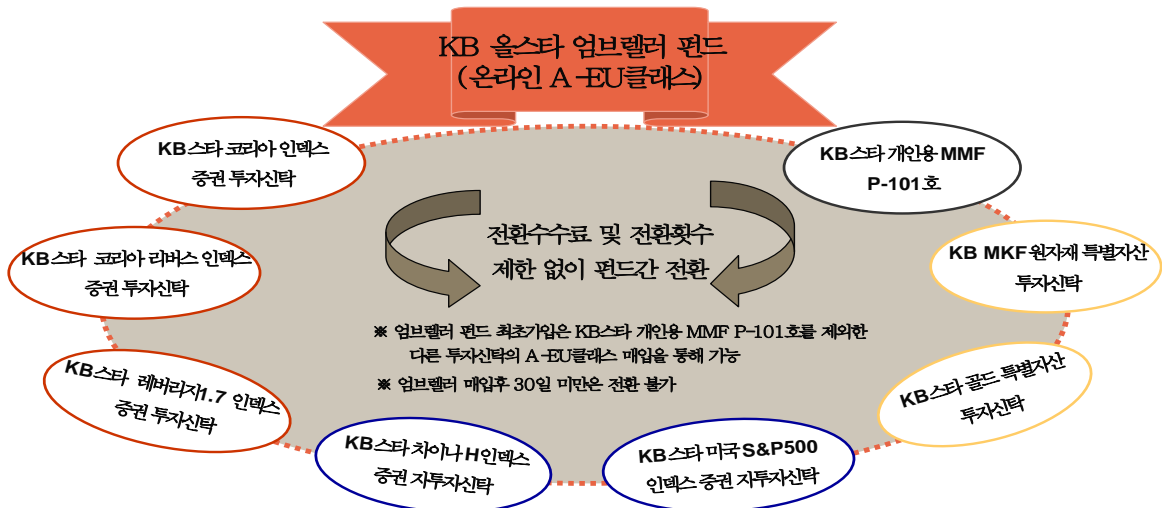 KB 올스타 엄브렐러 펀드
(온라인 A-EU클래스)
KB스타 코리아 인덱스
증권 투자신탁
KB스타 개인용 MMF
P-101호
KB스타 코리아 리버스 인덱스
증권 투자신탁
전환수수료 및 전환횟수
제한 없이 펀드간 전환
KB MKF원자재 특별자산
투자신탁
※ 엄브렐러 펀드 최초가입은 KB스타 개인용 MMF P-101호를 제외한
다른 투자신탁의 A-EU클래스 매입을 통해 가능
※ 엄브렐러 매입후 30일 미만은 전환 불가
KB스타 레버리지1.7 인덱스
증권 투자신탁
KB스타 골드 특별자산
투자신탁
KB스타 차이나 H인덱스
증권 자투자신탁
KB스타 미국 S&P500
인덱스 증권 자투자신탁